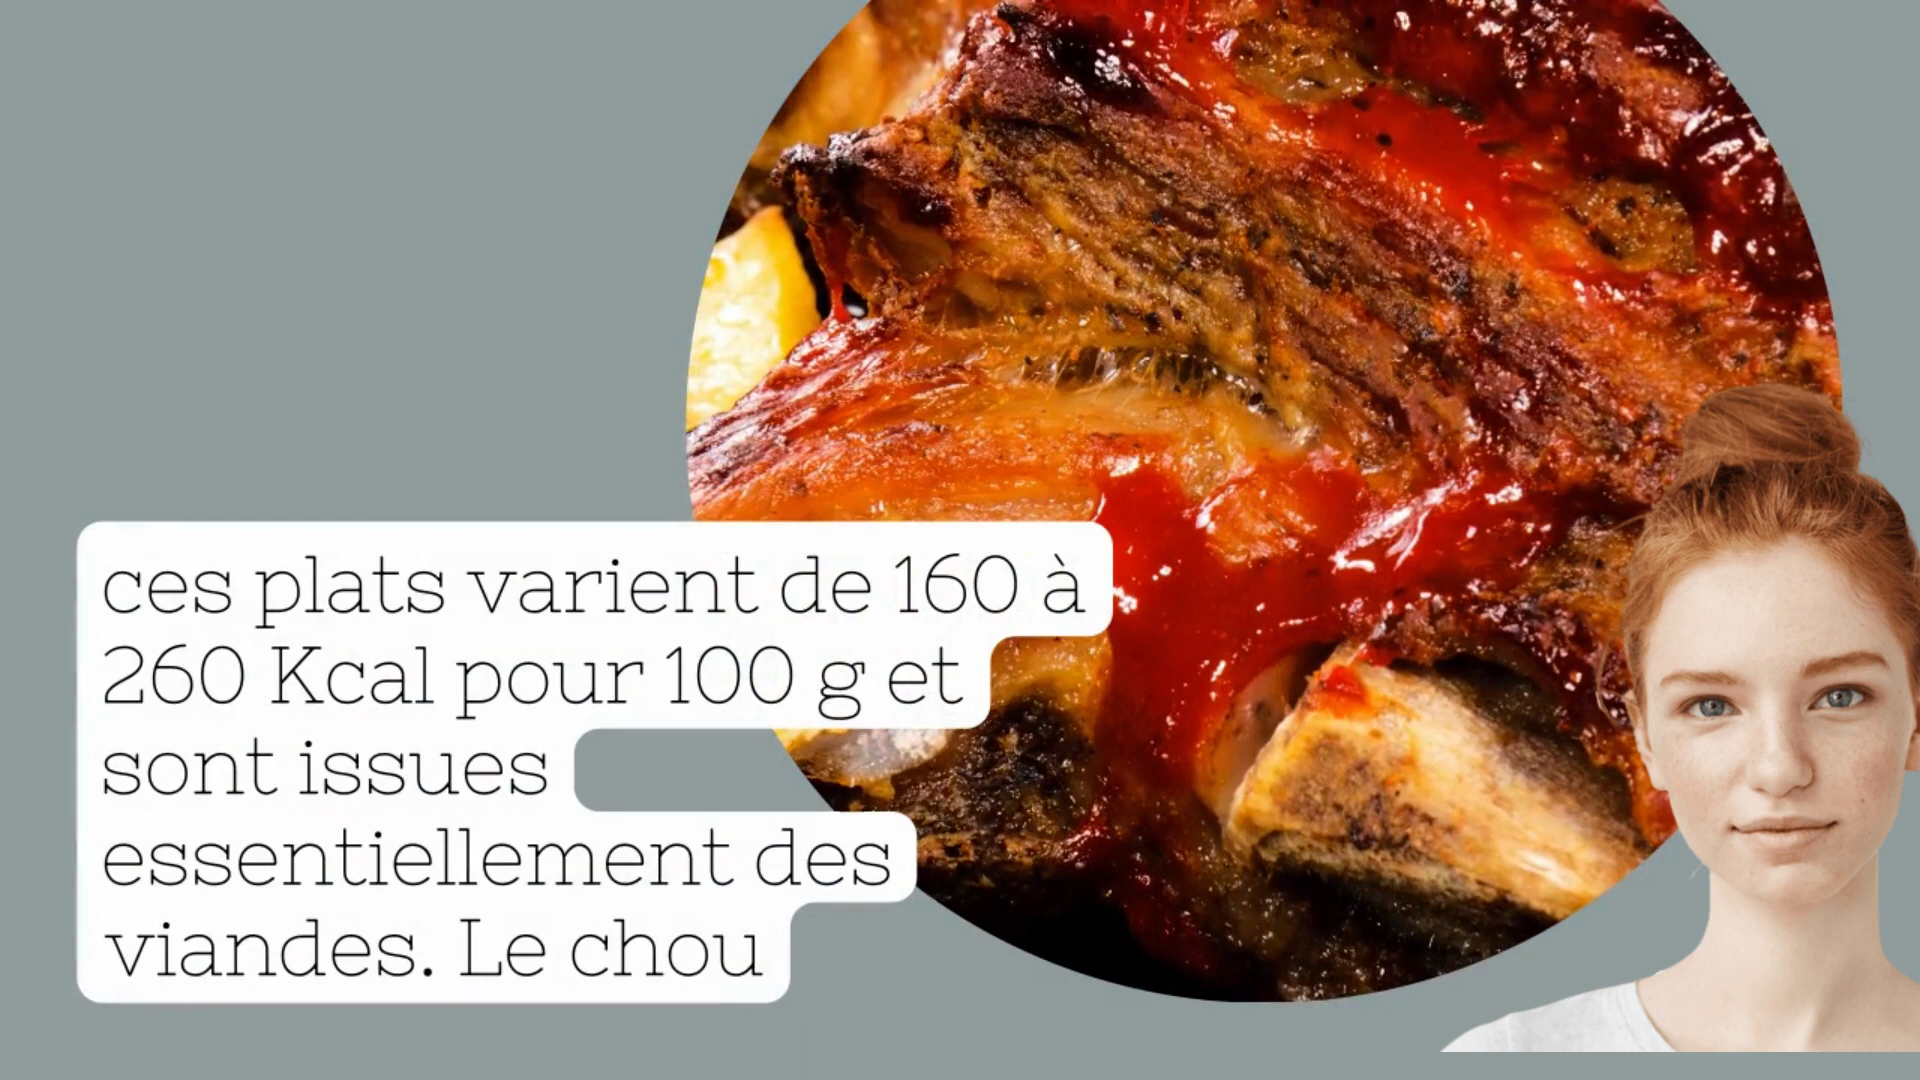 ces plats varient de 160 à
260 Kcal pour 100 g et
sont issues
essentiellement des
viandes. Le chou